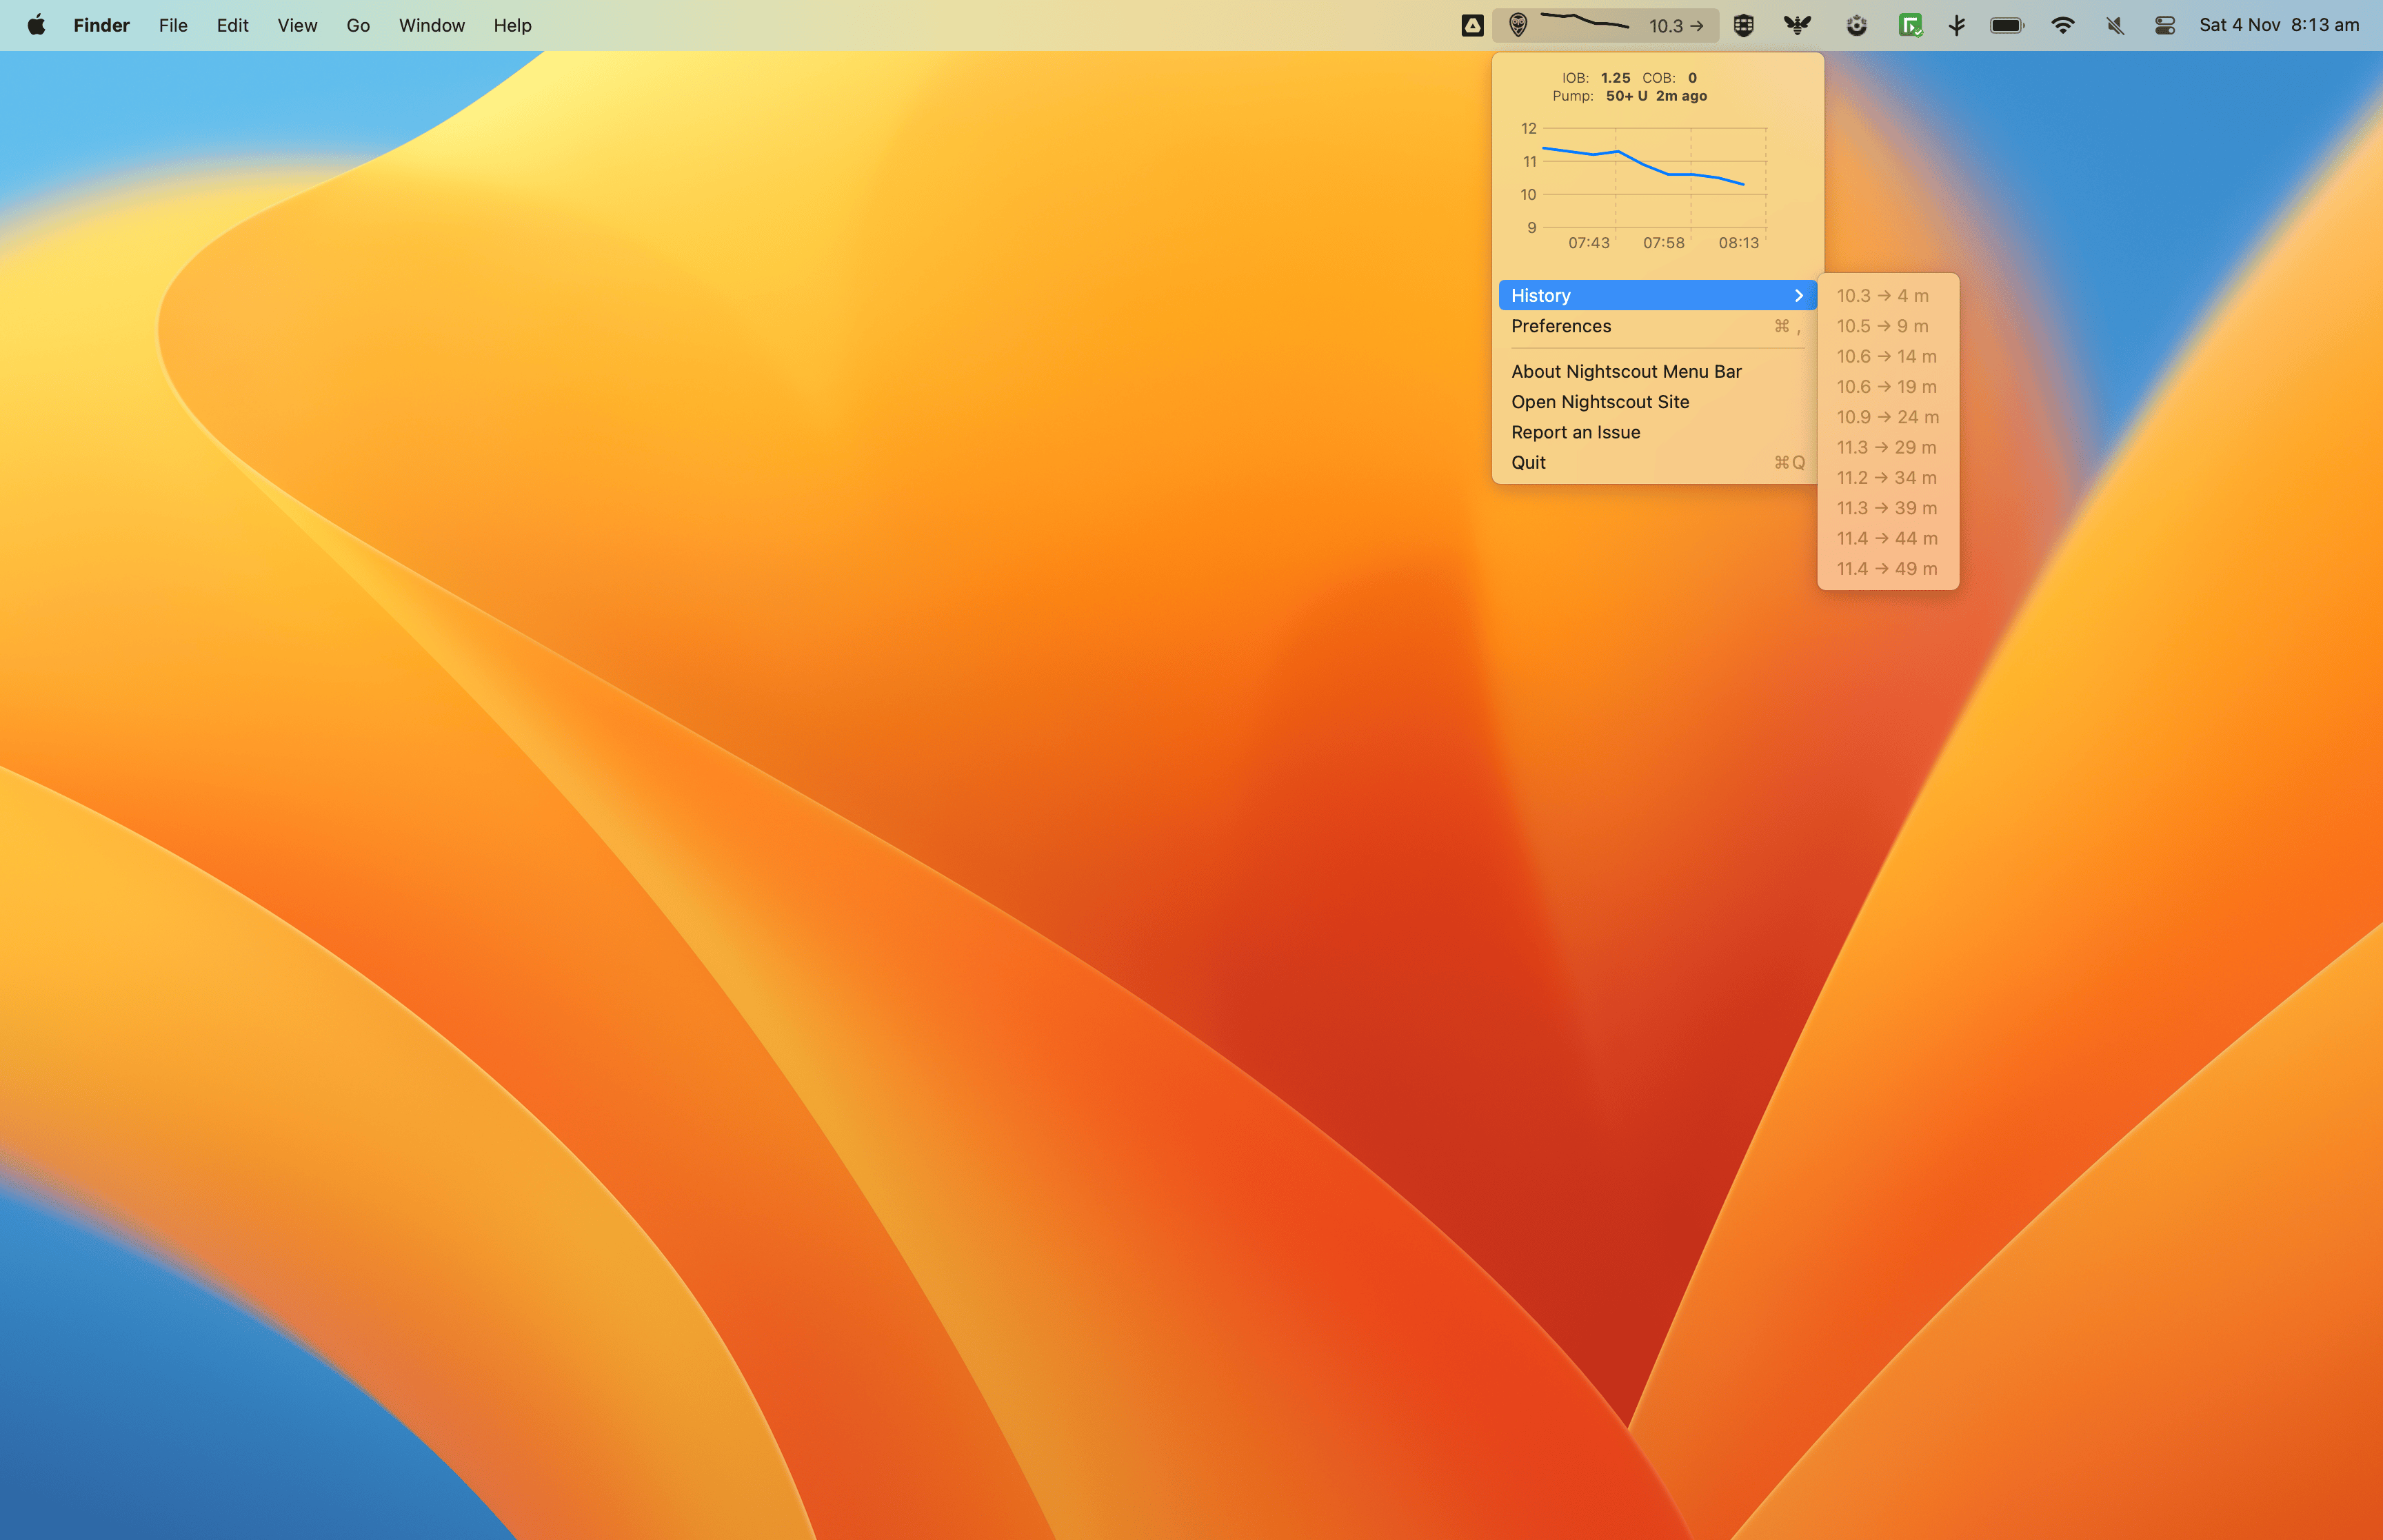 Finder File Edit View Go Window Help 10.3 → Sat 4 Nov 8:13 am
IOB: 1.25 COB: 0
Pump: 50+ U 2m ago
12
11
10
9
07:43 07:58 08:13
History
Preferences ⌘ ,
About Nightscout Menu Bar
Open Nightscout Site
Report an Issue
Quit ⌘Q
10.3 → 4 m
10.5 → 9 m
10.6 → 14 m
10.6 → 19 m
10.9 → 24 m
11.3 → 29 m
11.2 → 34 m
11.3 → 39 m
11.4 → 44 m
11.4 → 49 m